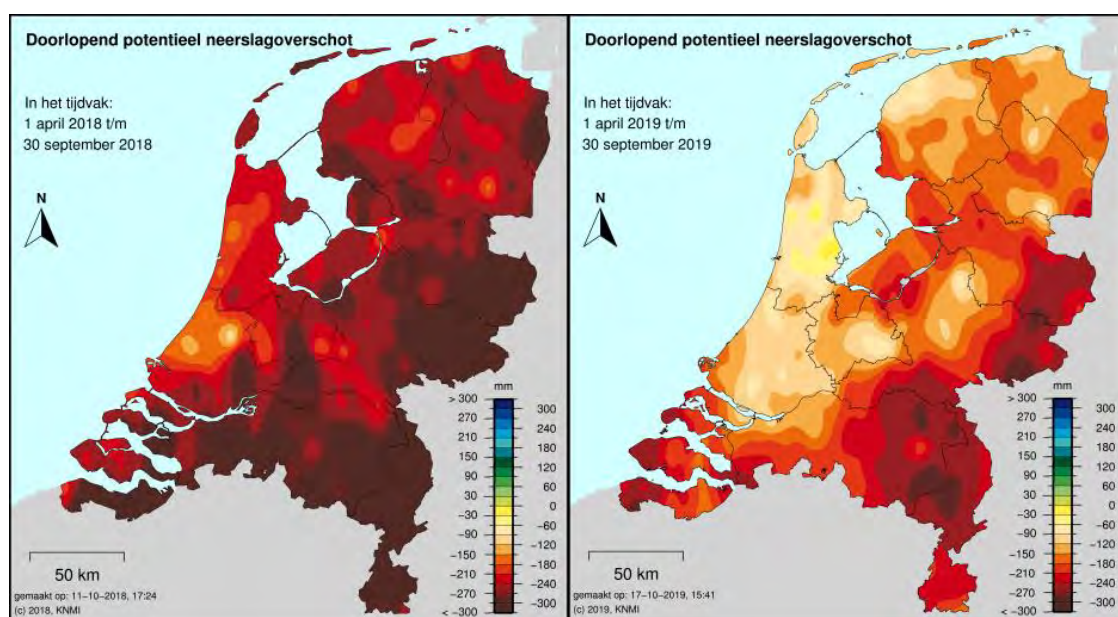 Doorlopend potentieel neerslagoverschot
In het tijdvak:
1 april 2018 t/m
30 september 2018
N
mm
> 300
270
210
150
90
30
-30
-90
-150
-210
-270
< -300
300
240
180
120
60
0
-60
-120
-180
-240
-300
50 km
gemaakt op: 11-10-2018, 17:24
(c) 2018, KNMI
Doorlopend potentieel neerslagoverschot
In het tijdvak:
1 april 2019 t/m
30 september 2019
N
mm
> 300
270
210
150
90
30
-30
-90
-150
-210
-270
< -300
300
240
180
120
60
0
-60
-120
-180
-240
-300
50 km
gemaakt op: 17-10-2019, 15:41
(c) 2019, KNMI